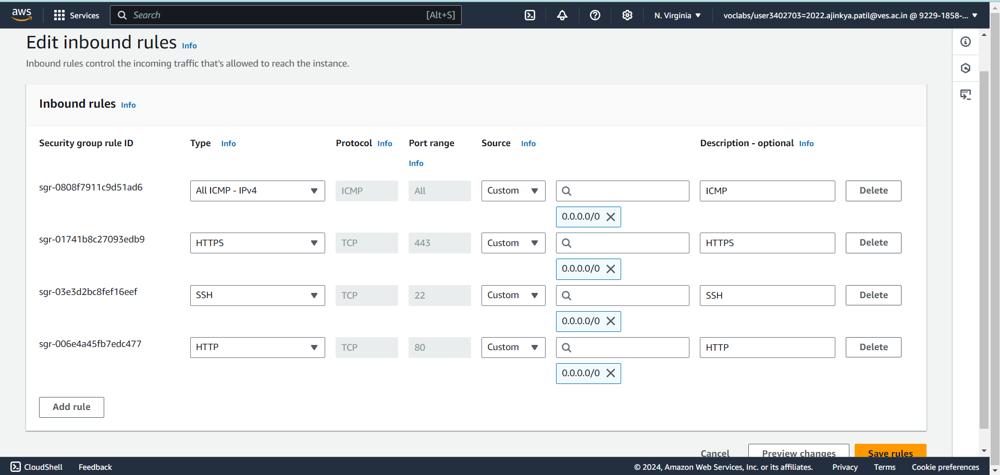 aws Services Search [Alt+S] N. Virginia voclabs/user3402703=2022.ajinkya.patil@ves.ac.in @ 9229-1858-...
Edit inbound rules Info
Inbound rules control the incoming traffic that's allowed to reach the instance.
Inbound rules Info
Security group rule ID Type Info Protocol Info Port range Source Info Description - optional Info
Info
sgr-0808f7911c9d51ad6 All ICMP - IPv4 ICMP All Custom ICMP Delete
0.0.0.0/0
sgr-01741b8c27093edb9 HTTPS TCP 443 Custom HTTPS Delete
0.0.0.0/0
sgr-03e3d2bc8fef16eef SSH TCP 22 Custom SSH Delete
0.0.0.0/0
sgr-006e4a45fb7edc477 HTTP TCP 80 Custom HTTP Delete
0.0.0.0/0
Add rule
Cancel Preview changes Save rules
CloudShell Feedback © 2024, Amazon Web Services, Inc. or its affiliates. Privacy Terms Cookie preferences